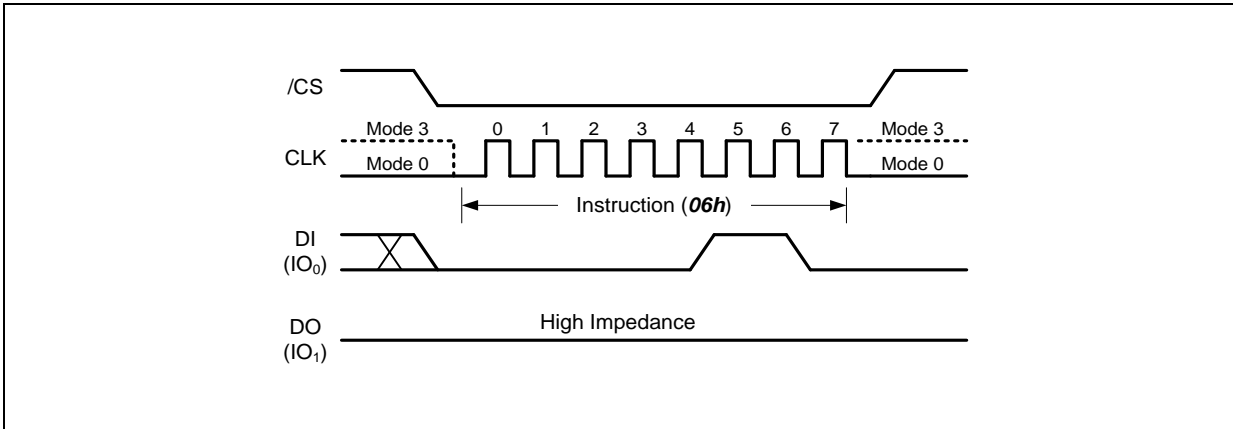 /CS
Mode 3 0 1 2 3 4 5 6 7 Mode 3
CLK
Mode 0 Mode 0
Instruction (06h)
DI
(IO₀)
High Impedance
DO
(IO₁)